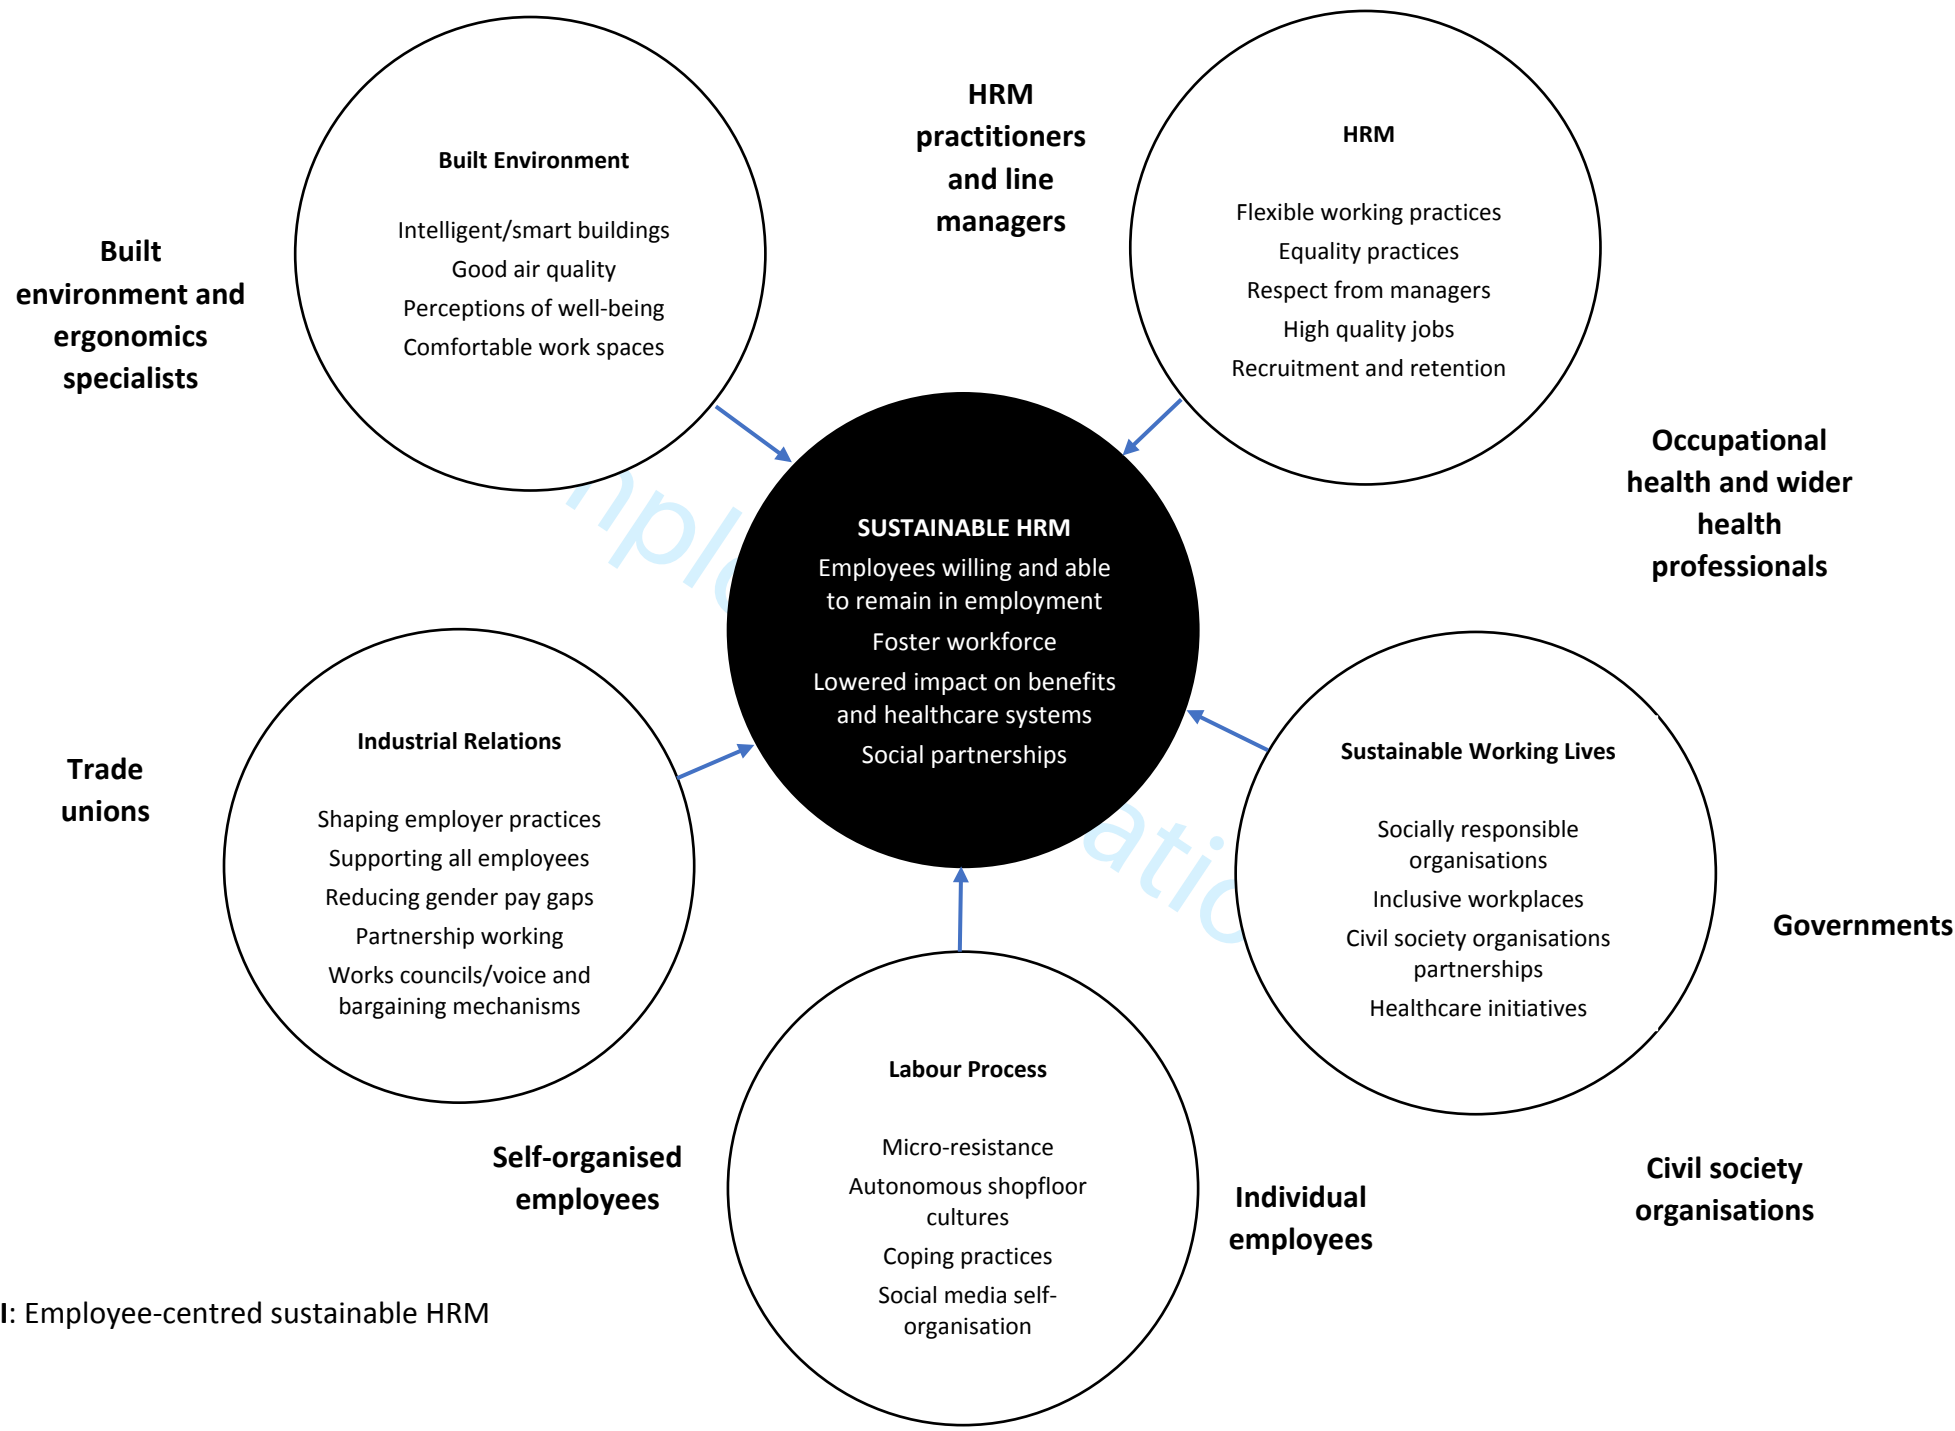 Built
environment and
ergonomics
specialists
Built Environment
Intelligent/smart buildings
Good air quality
Perceptions of well-being
Comfortable work spaces
HRM
practitioners
and line
managers
HRM
Flexible working practices
Equality practices
Respect from managers
High quality jobs
Recruitment and retention
Occupational
health and wider
health
professionals
SUSTAINABLE HRM
Employees willing and able
to remain in employment
Foster workforce
Lowered impact on benefits
and healthcare systems
Social partnerships
Trade
unions
Industrial Relations
Shaping employer practices
Supporting all employees
Reducing gender pay gaps
Partnership working
Works councils/voice and
bargaining mechanisms
Sustainable Working Lives
Socially responsible
organisations
Inclusive workplaces
Civil society organisations
partnerships
Healthcare initiatives
Governments
Self-organised
employees
Labour Process
Micro-resistance
Autonomous shopfloor
cultures
Coping practices
Social media self-
organisation
Individual
employees
Civil society
organisations
I: Employee-centred sustainable HRM